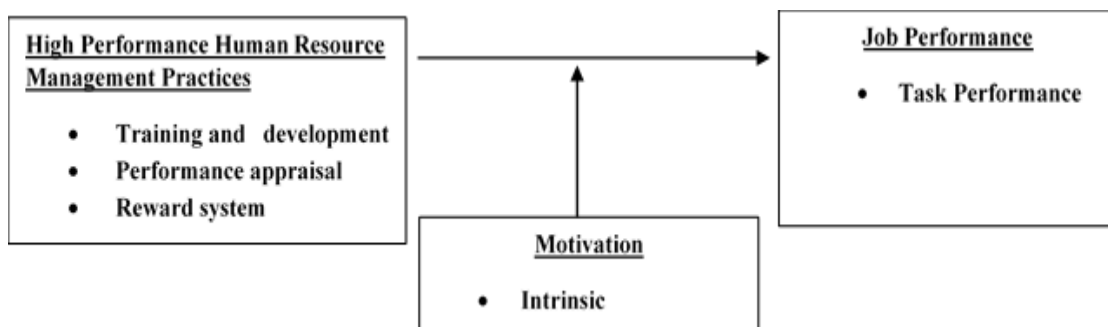 High Performance Human Resource
Management Practices
• Training and development
• Performance appraisal
• Reward system
Job Performance
• Task Performance
Motivation
• Intrinsic